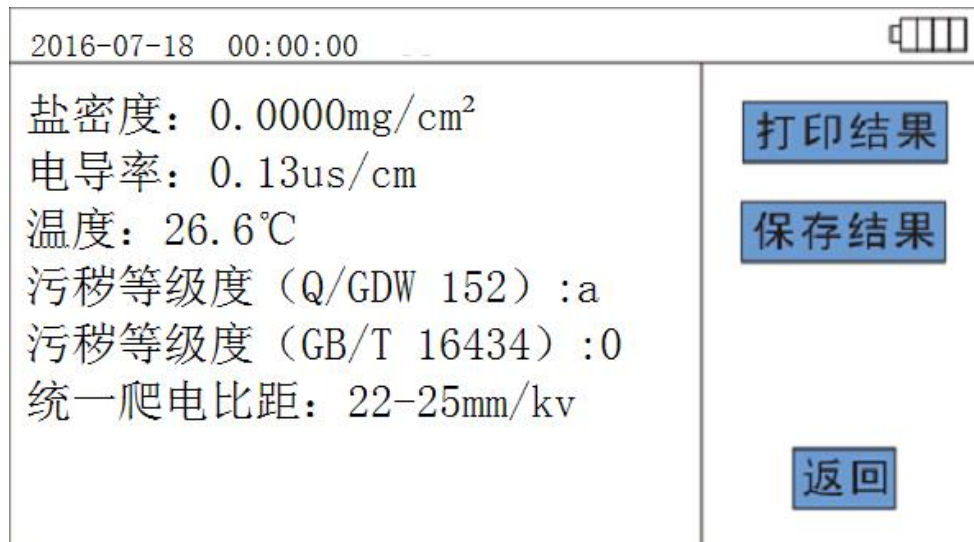 2016-07-18 00:00:00
盐密度：0.0000mg/cm²
电导率：0.13us/cm
温度：26.6℃
污秽等级度（Q/GDW 152）:a
污秽等级度（GB/T 16434）:0
统一爬电比距：22-25mm/kv
打印结果
保存结果
返回